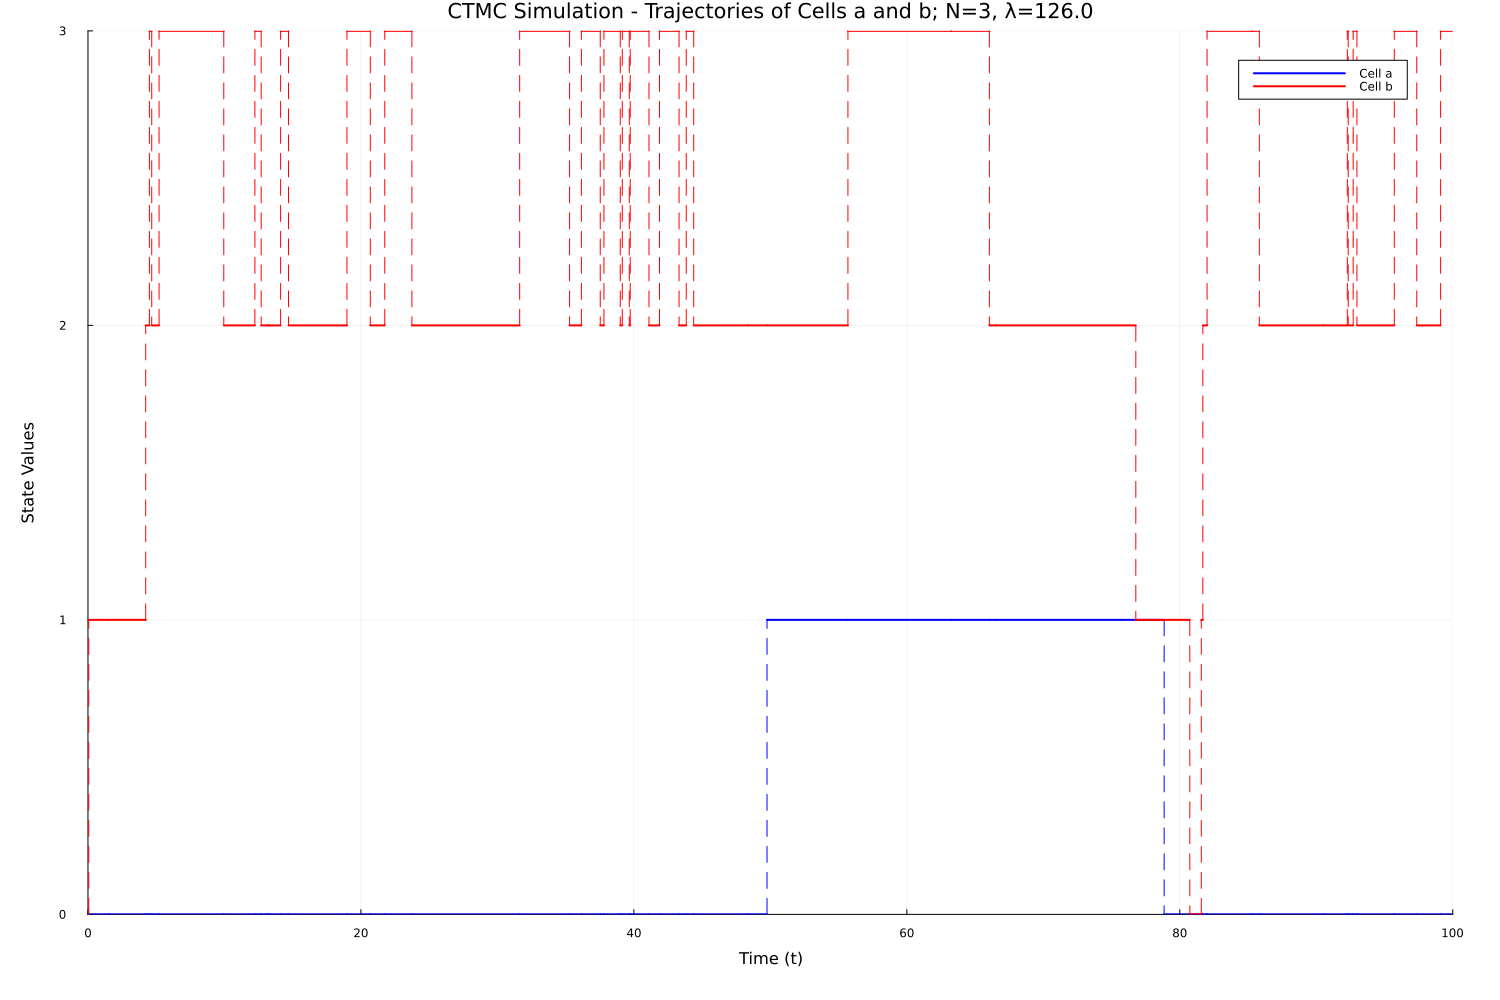 CTMC Simulation - Trajectories of Cells a and b; N=3, λ=126.0
3
Cell a
Cell b
2
State Values
1
0
0 20 40 60 80 100
Time (t)